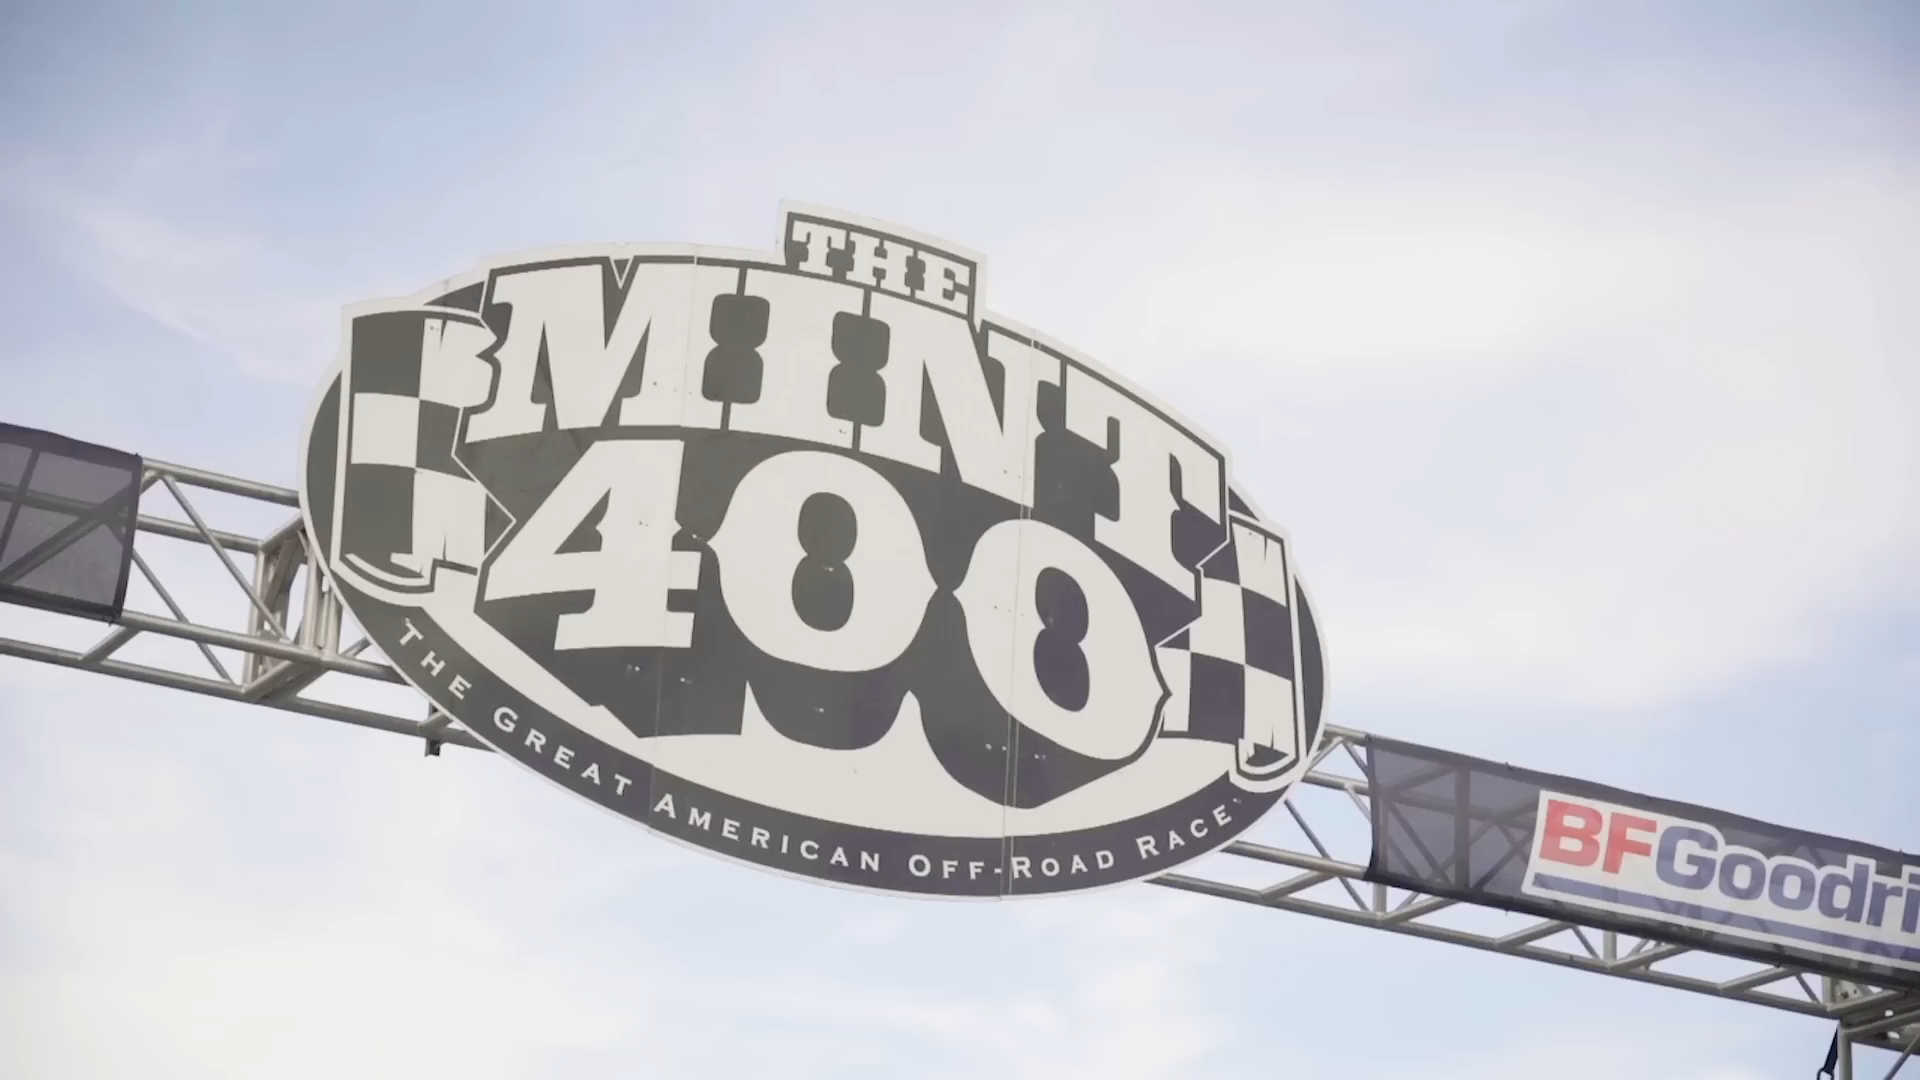 THE
MINT
400
THE GREAT AMERICAN OFF-ROAD RACE
BFGoodri